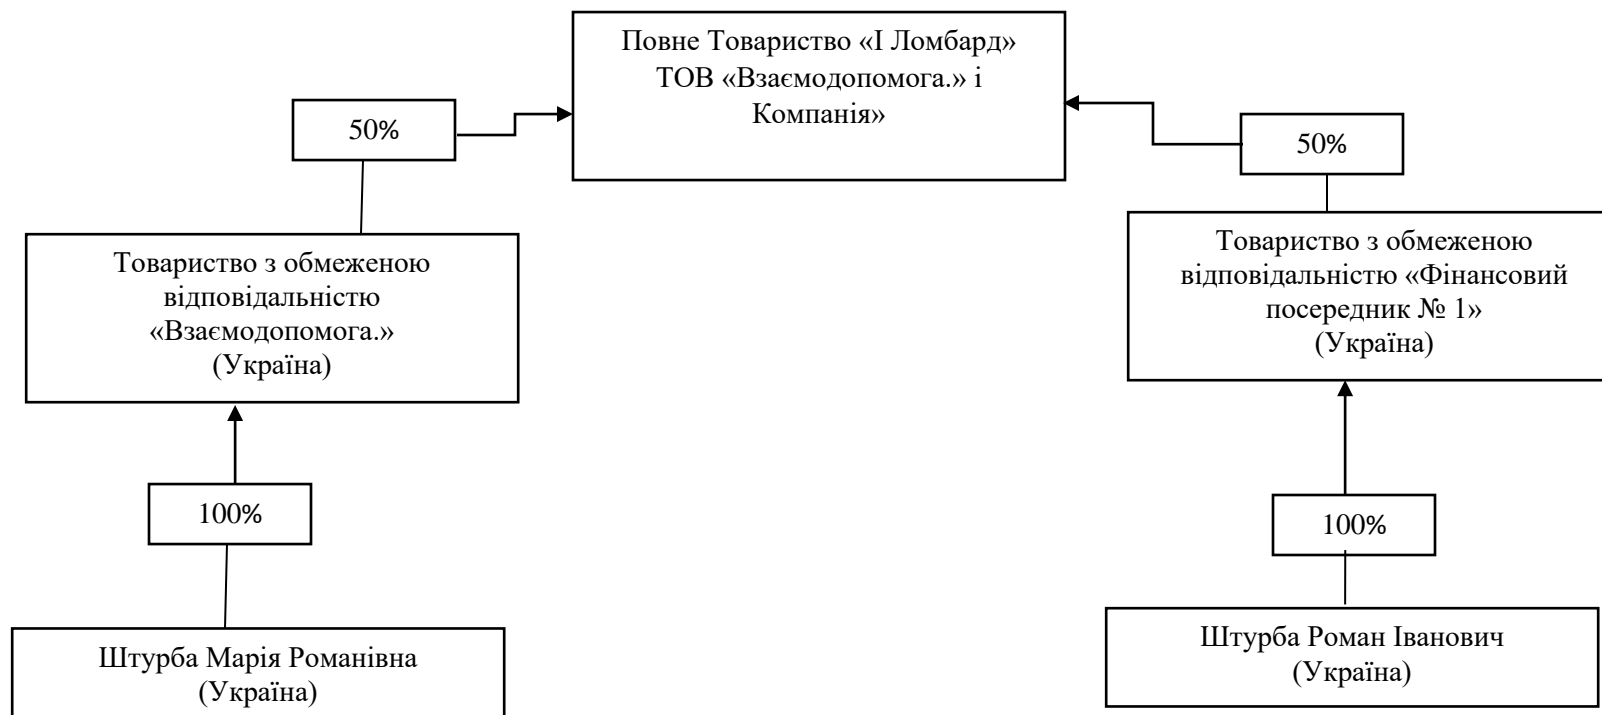 Повне Товариство «І Ломбард»
ТОВ «Взаємодопомога.» і
Компанія»
50%
50%
Товариство з обмеженою
відповідальністю
«Взаємодопомога.»
(Україна)
Товариство з обмеженою
відповідальністю «Фінансовий
посередник № 1»
(Україна)
100%
100%
Штурба Марія Романівна
(Україна)
Штурба Роман Іванович
(Україна)